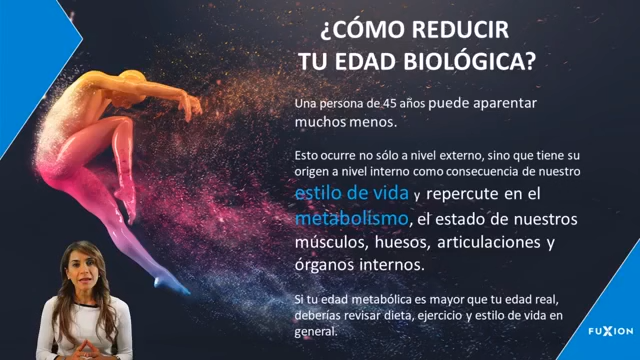 ¿CÓMO REDUCIR
TU EDAD BIOLÓGICA?
Una persona de 45 años puede aparentar
muchos menos.
Esto ocurre no sólo a nivel externo, sino que tiene su
origen a nivel interno como consecuencia de nuestro
estilo de vida y repercute en el
metabolismo, el estado de nuestros
músculos, huesos, articulaciones y
órganos internos.
Si tu edad metabólica es mayor que tu edad real,
deberías revisar dieta, ejercicio y estilo de vida en
general.
FUXION